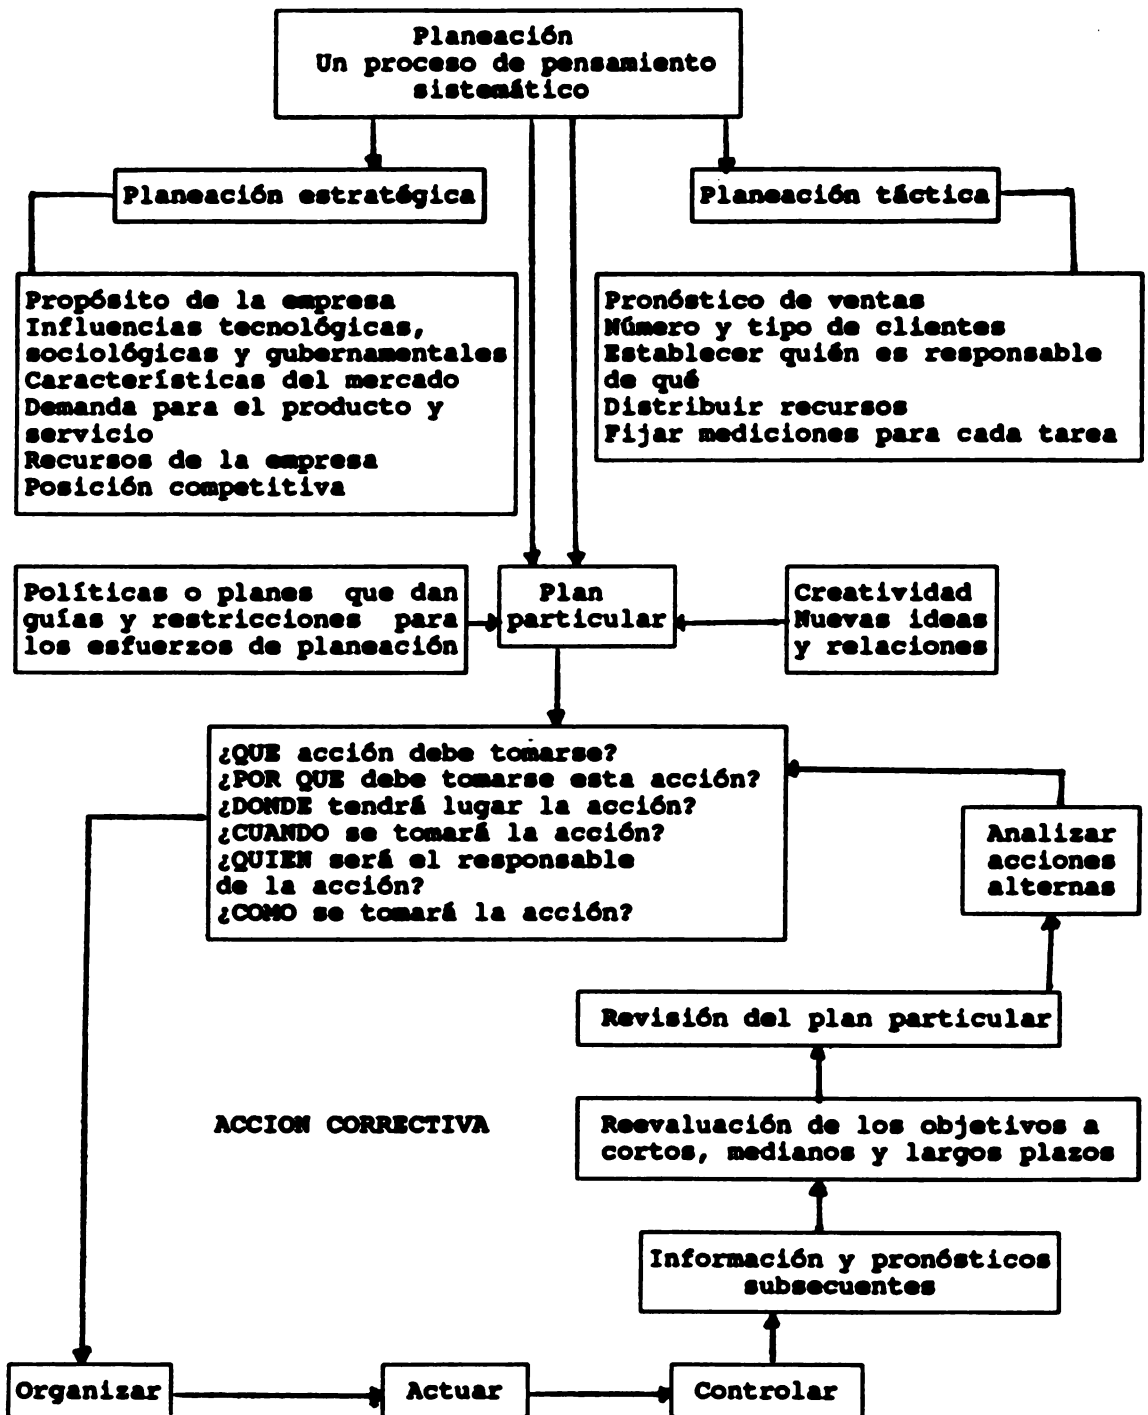 Planeación
Un proceso de pensamiento
sistemático
Planeación estratégica
Planeación táctica
Propósito de la empresa
Influencias tecnológicas,
sociológicas y gubernamentales
Características del mercado
Demanda para el producto y
servicio
Recursos de la empresa
Posición competitiva
Pronóstico de ventas
Número y tipo de clientes
Establecer quién es responsable
de qué
Distribuir recursos
Fijar mediciones para cada tarea
Políticas o planes que dan
guías y restricciones para
los esfuerzos de planeación
Plan
particular
Creatividad
Nuevas ideas
y relaciones
¿QUE acción debe tomarse?
¿POR QUE debe tomarse esta acción?
¿DONDE tendrá lugar la acción?
¿CUANDO se tomará la acción?
¿QUIEN será el responsable
de la acción?
¿COMO se tomará la acción?
Analizar
acciones
alternas
Revisión del plan particular
ACCION CORRECTIVA
Reevaluación de los objetivos a
cortos, medianos y largos plazos
Información y pronósticos
subsecuentes
Organizar
Actuar
Controlar